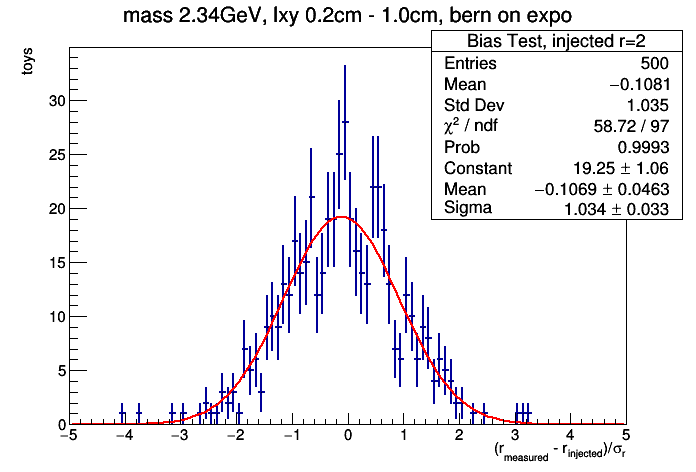 mass 2.34GeV, lxy 0.2cm - 1.0cm, bern on expo
Bias Test, injected r=2
Entries 500
Mean −0.1081
Std Dev 1.035
χ² / ndf 58.72 / 97
Prob 0.9993
Constant 19.25 ± 1.06
Mean −0.1069 ± 0.0463
Sigma 1.034 ± 0.033
toys
30
25
20
15
10
5
0
−5 −4 −3 −2 −1 0 1 2 3 4 5
(r_measured - r_injected)/σ_r